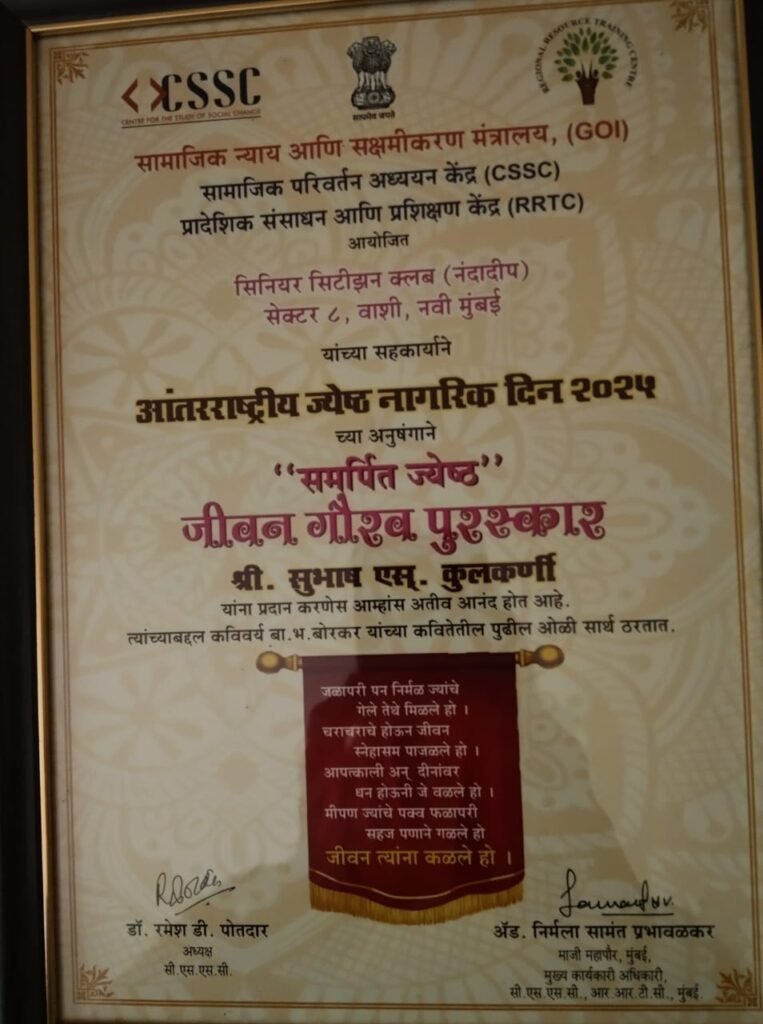 CSSC
CENTRE FOR THE STUDY OF SOCIAL CHANGE
सत्यमेव जयते
REGIONAL RESOURCE TRAINING CENTRE
सामाजिक न्याय आणि सक्षमीकरण मंत्रालय, (GOI)
सामाजिक परिवर्तन अध्ययन केंद्र (CSSC)
प्रादेशिक संसाधन आणि प्रशिक्षण केंद्र (RRTC)
आयोजित
सिनियर सिटीझन क्लब (नंदादीप)
सेक्टर ८, वाशी, नवी मुंबई
यांच्या सहकार्याने
आंतरराष्ट्रीय ज्येष्ठ नागरिक दिन २०२५
च्या अनुषंगाने
“समर्पित ज्येष्ठ”
जीवन गौरव पुरस्कार
श्री. सुभाष एस्. कुलकर्णी
यांना प्रदान करणेस आम्हांस अतीव आनंद होत आहे.
त्यांच्याबद्दल कविवर्य बा.भ.बोरकर यांच्या कवितेतील पुढील ओळी सार्थ ठरतात.
जळापरी पन निर्मळ ज्यांचे
गेले तेथे मिळले हो ।
चराचराचे होऊन जीवन
स्नेहासम पाजळले हो ।
आपत्काली अन् दीनांवर
धन होऊनी जे वळले हो ।
मीपण ज्यांचे पक्व फळापरी
सहज पणाने गळले हो
जीवन त्यांना कळले हो ।
डॉ. रमेश डी. पोतदार
अध्यक्ष
सी.एस.एस.सी.
ॲड. निर्मला सामंत प्रभावळकर
माजी महापौर, मुंबई,
मुख्य कार्यकारी अधिकारी,
सी.एस.एस.सी., आर.आर.टी.सी., मुंबई.